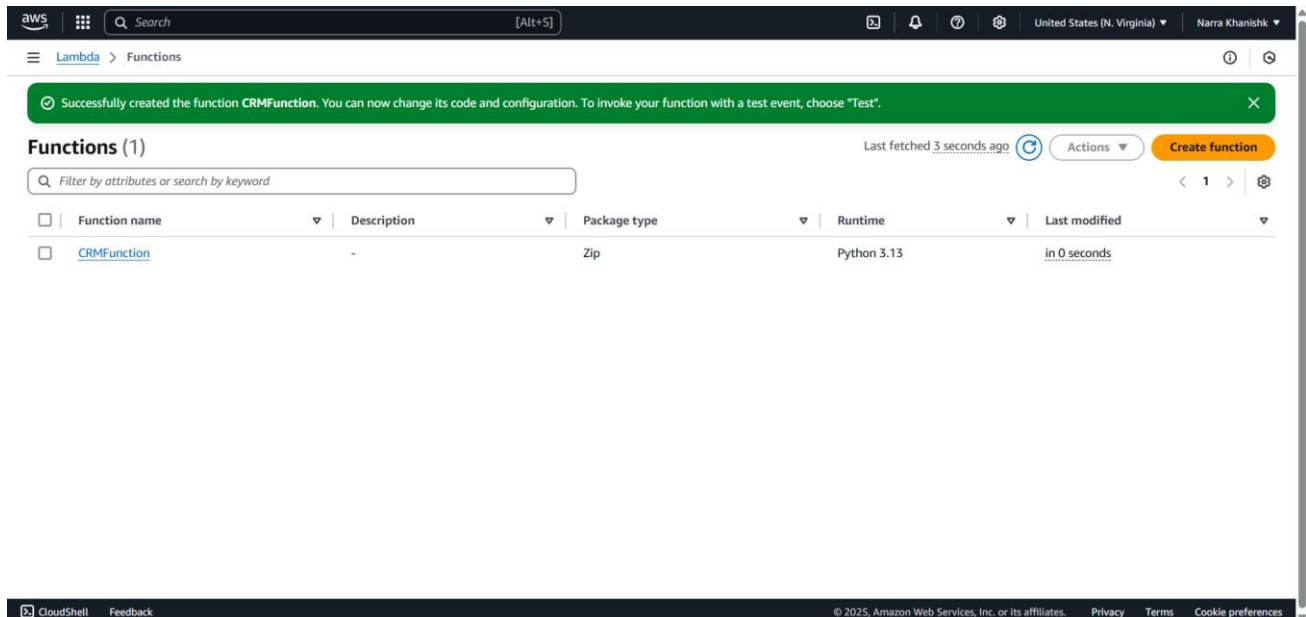 aws Search [Alt+S] United States (N. Virginia) Narra Khanishk
Lambda > Functions
Successfully created the function CRMFunction. You can now change its code and configuration. To invoke your function with a test event, choose "Test".
Functions (1) Last fetched 3 seconds ago Actions Create function
Filter by attributes or search by keyword < 1 >
Function name Description Package type Runtime Last modified
CRMFunction - Zip Python 3.13 in 0 seconds
CloudShell Feedback © 2025, Amazon Web Services, Inc. or its affiliates. Privacy Terms Cookie preferences